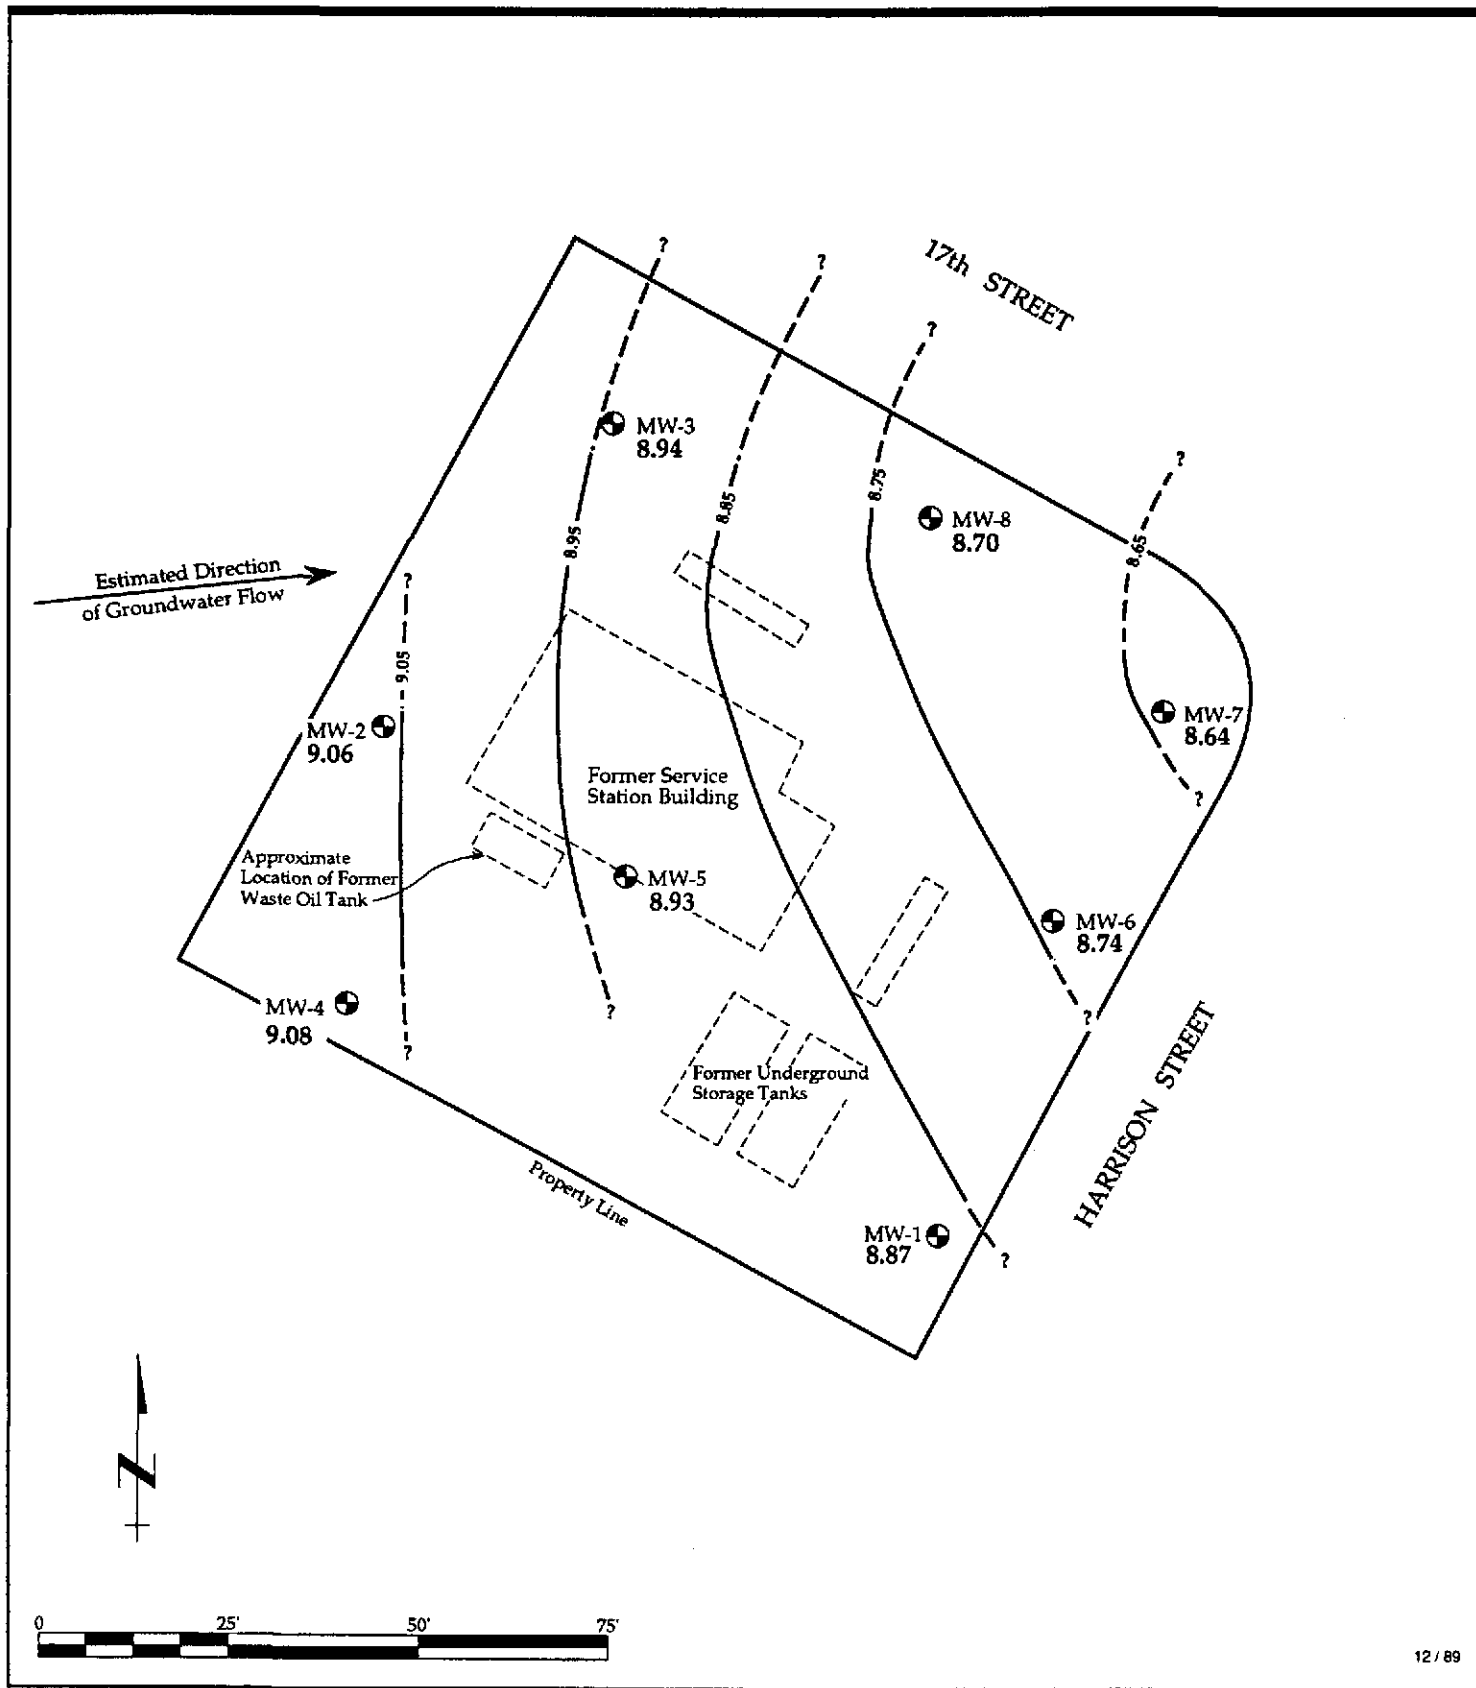 17th STREET
?
?
?
MW-3
8.94
?
8.75
8.85
MW-8
8.70
8.95
8.65
Estimated Direction
of Groundwater Flow
?
9.05
MW-2
9.06
MW-7
8.64
Former Service
Station Building
?
Approximate
Location of Former
Waste Oil Tank
MW-5
8.93
MW-6
8.74
MW-4
9.08
?
?
?
Former Underground
Storage Tanks
HARRISON STREET
Property Line
MW-1
8.87
?
N
0 25' 50' 75'
12 / 89